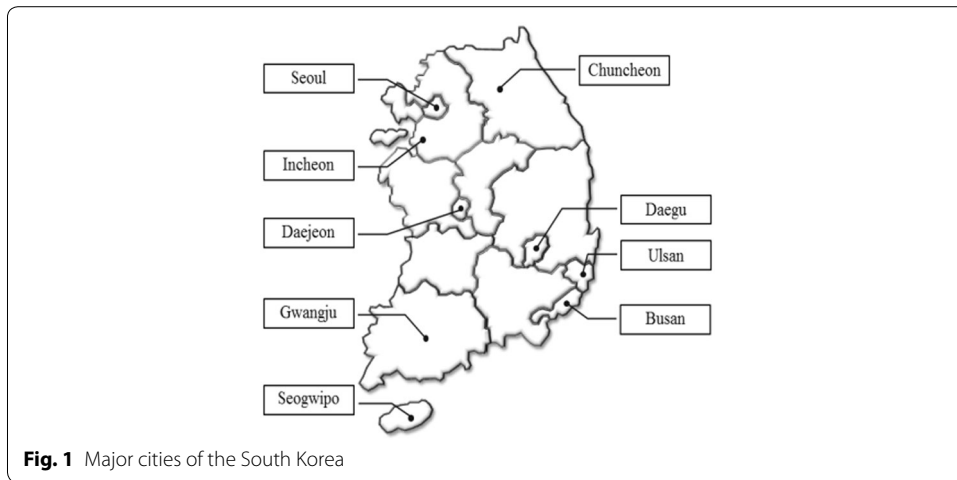 Seoul
Chuncheon
Incheon
Daejeon
Daegu
Ulsan
Gwangju
Busan
Seogwipo
Fig. 1 Major cities of the South Korea